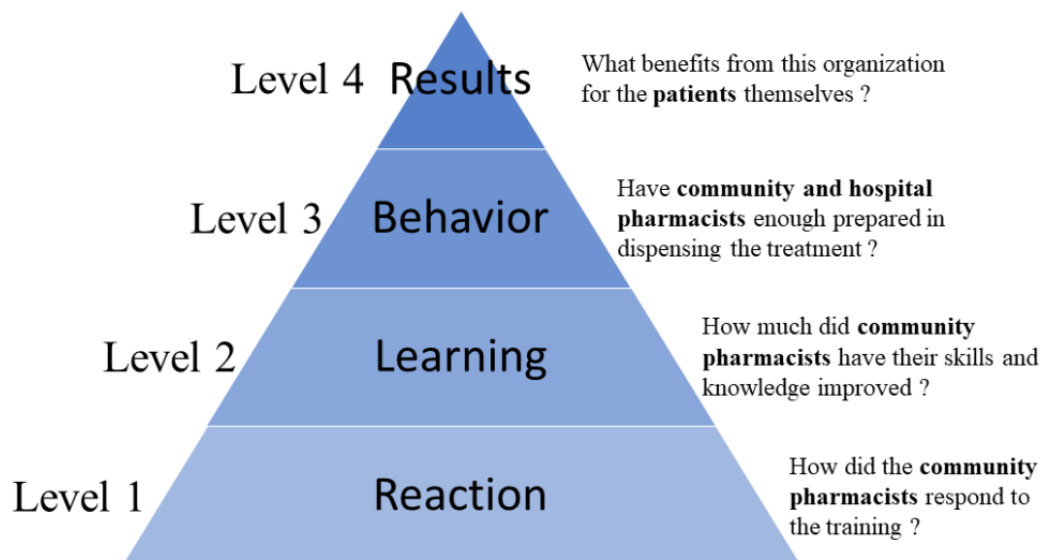 Level 4 Results
What benefits from this organization
for the patients themselves ?
Level 3 Behavior
Have community and hospital
pharmacists enough prepared in
dispensing the treatment ?
Level 2 Learning
How much did community
pharmacists have their skills and
knowledge improved ?
Level 1 Reaction
How did the community
pharmacists respond to
the training ?